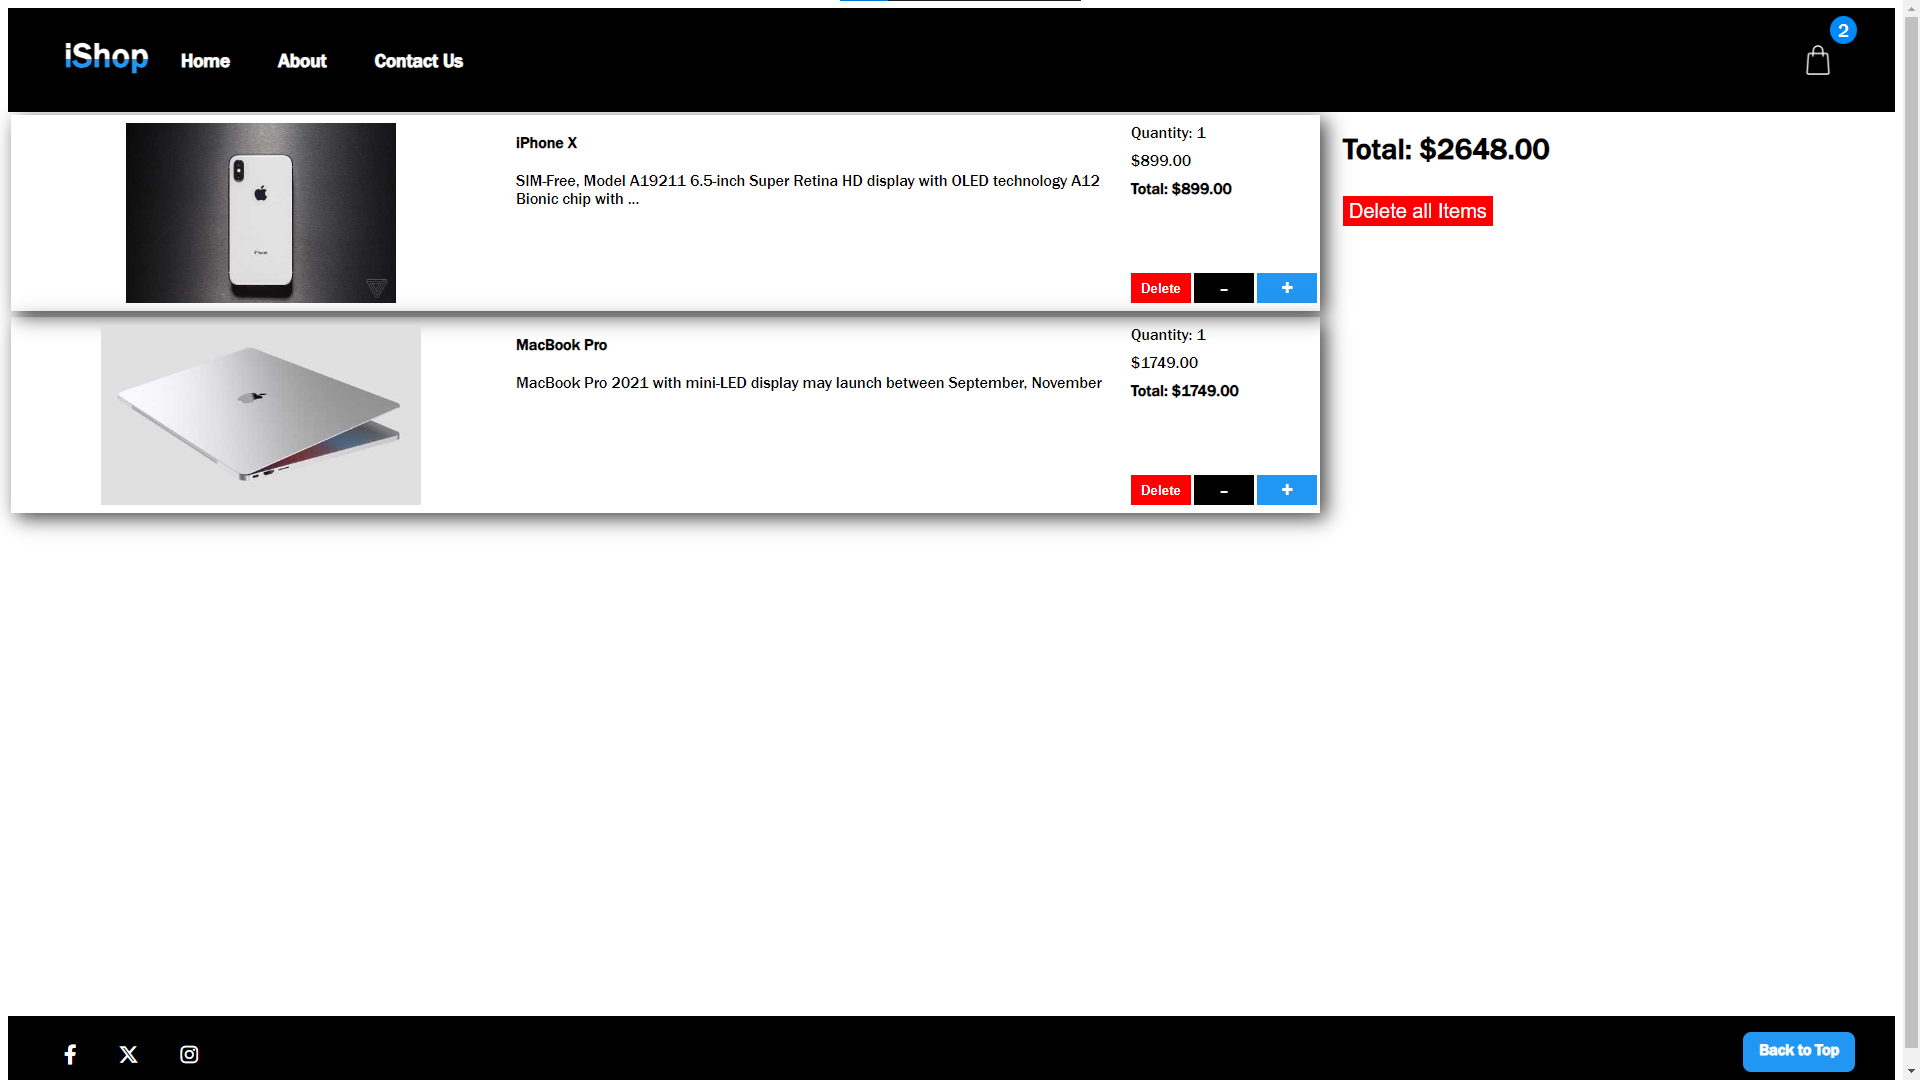 iShop
Home
About
Contact Us
2
iPhone X
SIM-Free, Model A19211 6.5-inch Super Retina HD display with OLED technology A12
Bionic chip with ...
Quantity: 1
$899.00
Total: $899.00
Delete
-
+
MacBook Pro
MacBook Pro 2021 with mini-LED display may launch between September, November
Quantity: 1
$1749.00
Total: $1749.00
Delete
-
+
Total: $2648.00
Delete all Items
Back to Top